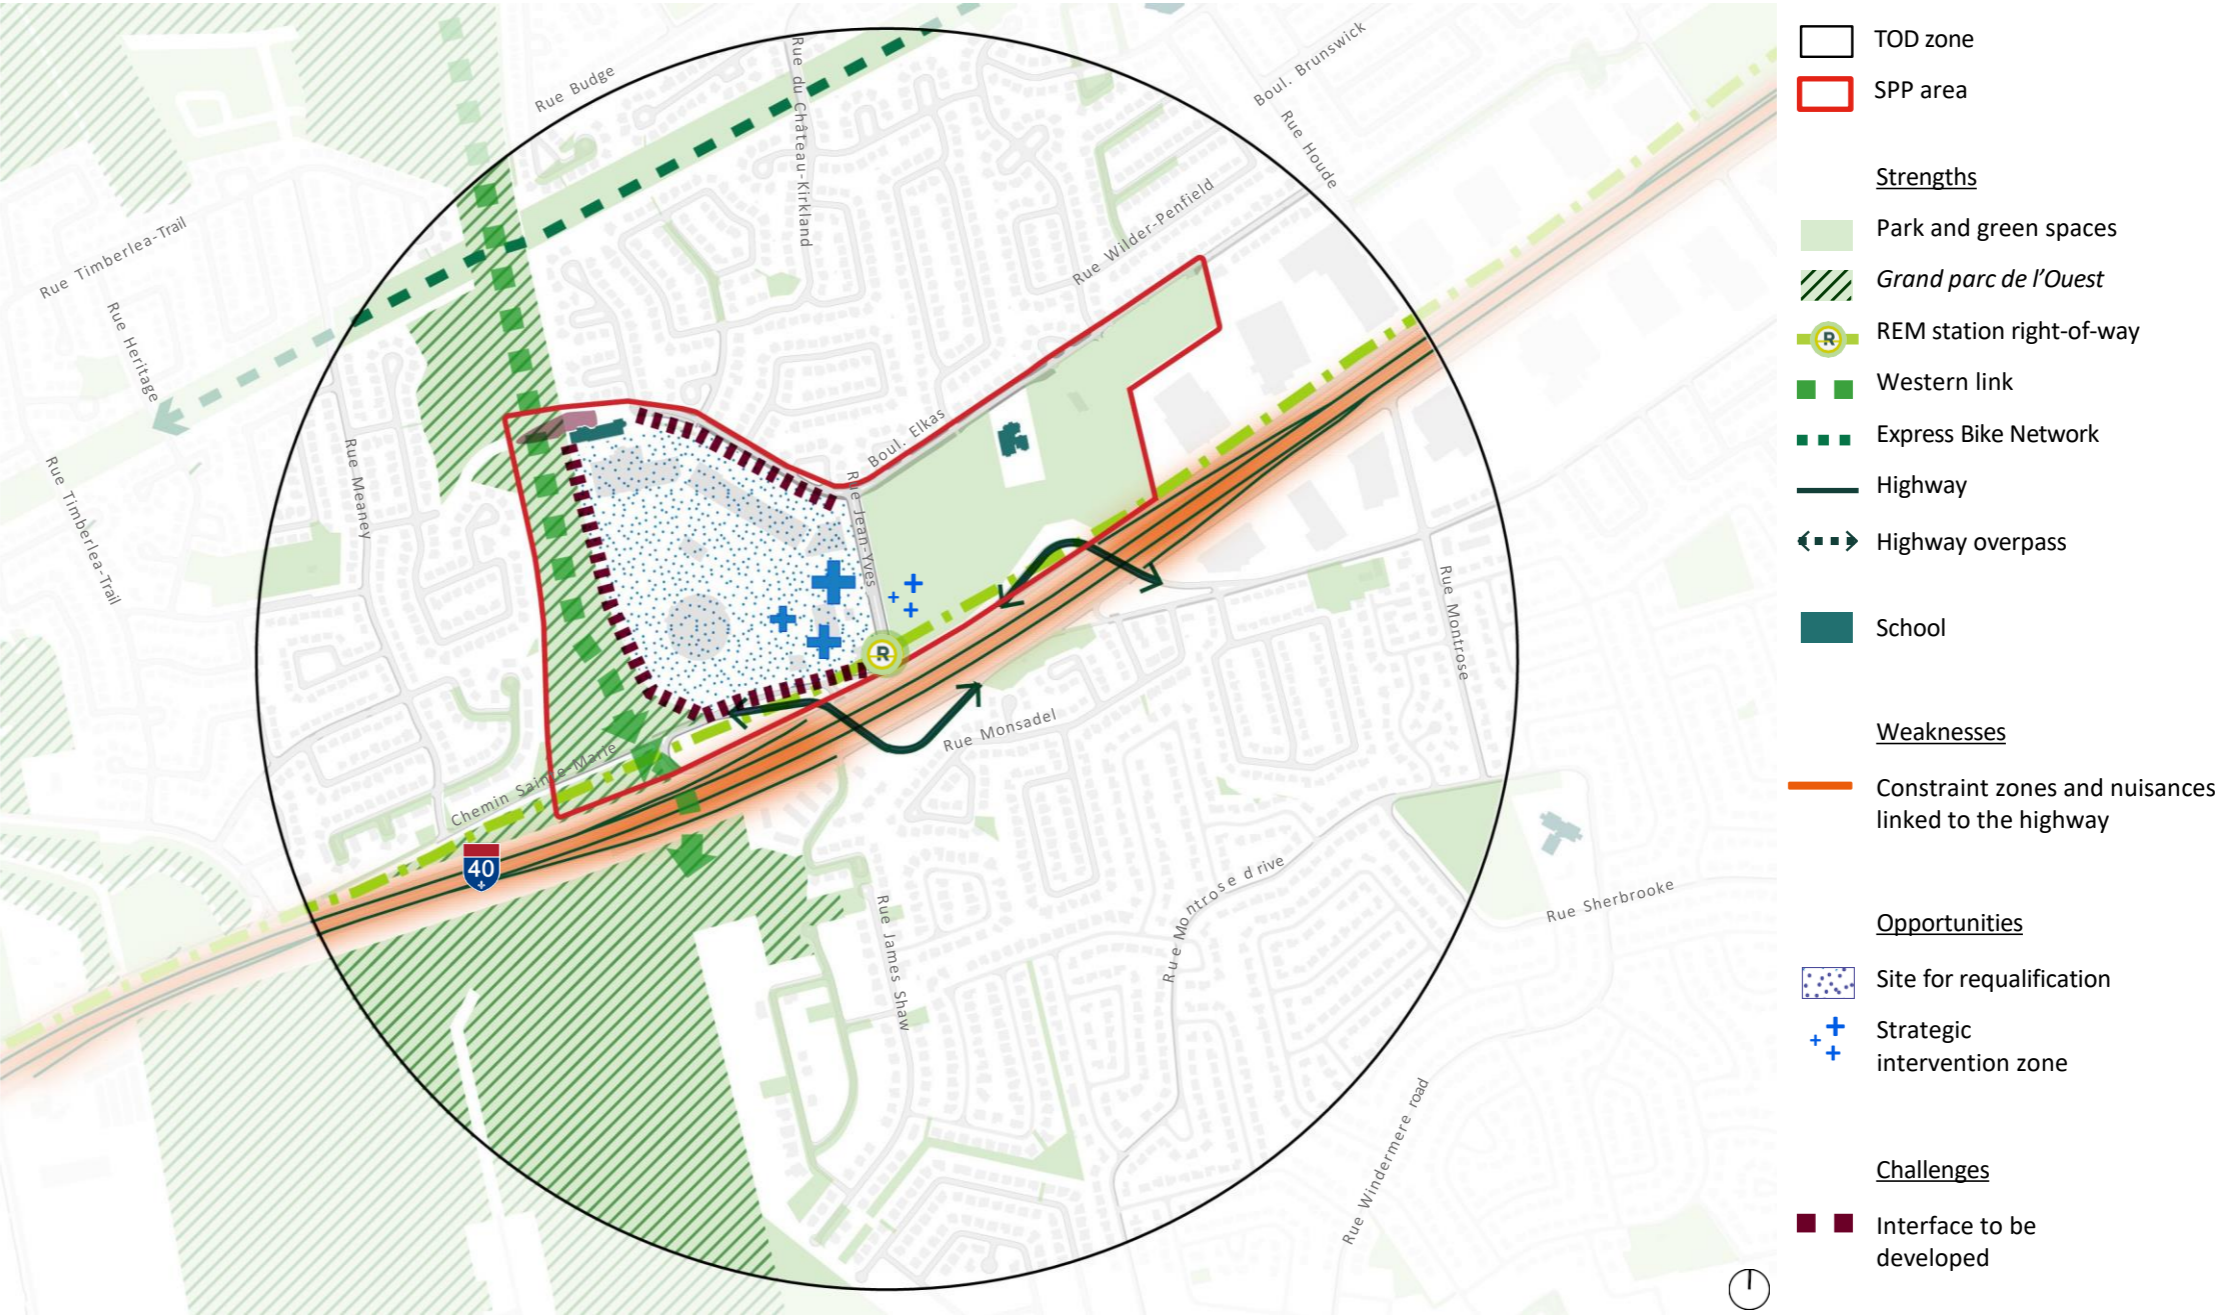 Rue Budge
Rue du Château-Kirkland
Boul. Brunswick
Rue Houde
Rue Timberlea-Trail
Rue Wilder-Penfield
Rue Heritage
Boul. Elkas
Rue Meaney
Rue Timberlea-Trail
Rue Jean-Yves
Rue Montrose
R
Rue Monsadel
Chemin Sainte-Marie
40
Rue James Shaw
Rue Montrose drive
Rue Sherbrooke
Rue Windermere road
TOD zone
SPP area
Strengths
Park and green spaces
Grand parc de l’Ouest
R
REM station right-of-way
Western link
Express Bike Network
Highway
Highway overpass
School
Weaknesses
Constraint zones and nuisances
linked to the highway
Opportunities
Site for requalification
Strategic
intervention zone
Challenges
Interface to be
developed